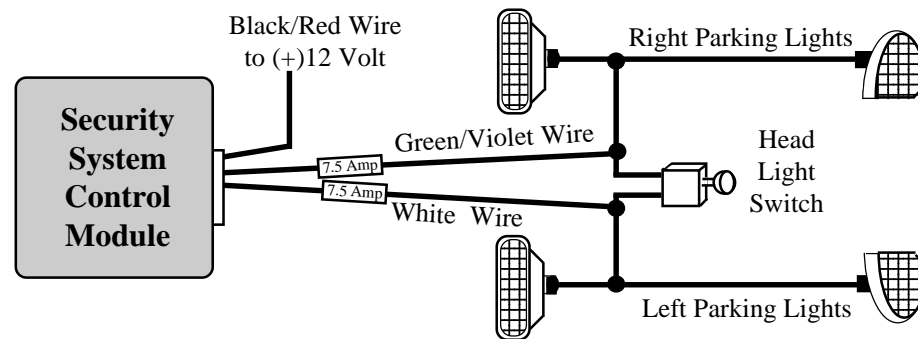 Black/Red Wire
to (+)12 Volt
Right Parking Lights
Security
System
Control
Module
Green/Violet Wire
7.5 Amp
7.5 Amp
White Wire
Head
Light
Switch
Left Parking Lights